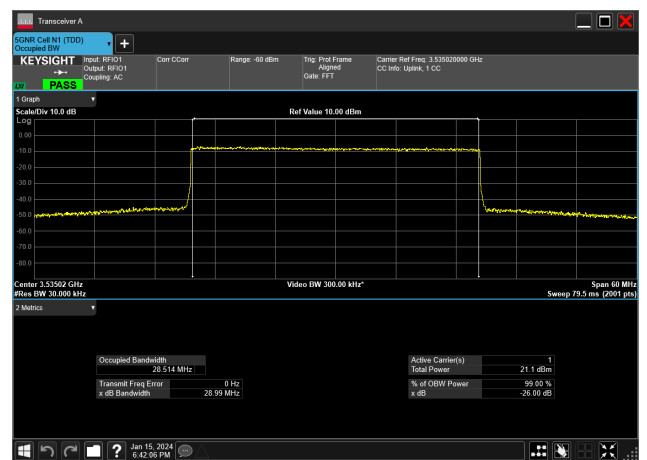 Transceiver A
5GNR Cell N1 (TDD)
Occupied BW
KEYSIGHT
LV
PASS
Input: RFIO1
Output: RFIO1
Coupling: AC
Corr CCorr
Range: -60 dBm
Trig: Prot Frame
Aligned
Gate: FFT
Carrier Ref Freq: 3.535020000 GHz
CC Info: Uplink, 1 CC
1 Graph
Scale/Div 10.0 dB
Ref Value 10.00 dBm
Log
0.00
-10.0
-20.0
-30.0
-40.0
-50.0
-60.0
-70.0
-80.0
Center 3.53502 GHz
Video BW 300.00 kHz*
Span 60 MHz
#Res BW 30.000 kHz
Sweep 79.5 ms (2001 pts)
2 Metrics
Occupied Bandwidth
28.514 MHz
Transmit Freq Error 0 Hz
x dB Bandwidth 28.99 MHz
Active Carrier(s) 1
Total Power 21.1 dBm
% of OBW Power 99.00 %
x dB -26.00 dB
Jan 15, 2024
6:42:06 PM